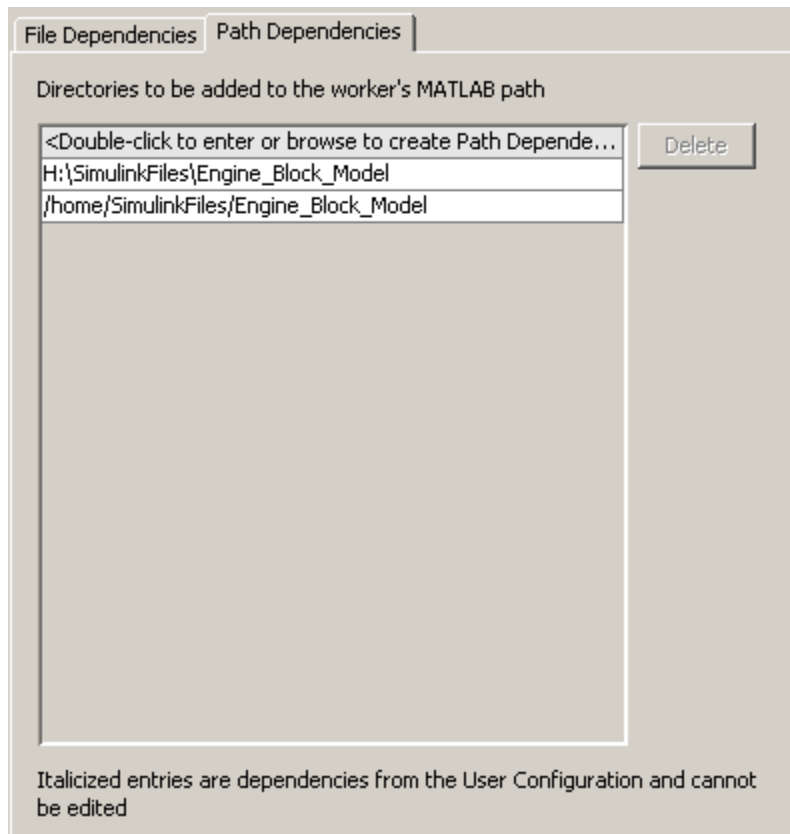 File Dependencies
Path Dependencies
Directories to be added to the worker's MATLAB path
<Double-click to enter or browse to create Path Depende...
Delete
H:\SimulinkFiles\Engine_Block_Model
/home/SimulinkFiles/Engine_Block_Model
Italicized entries are dependencies from the User Configuration and cannot
be edited